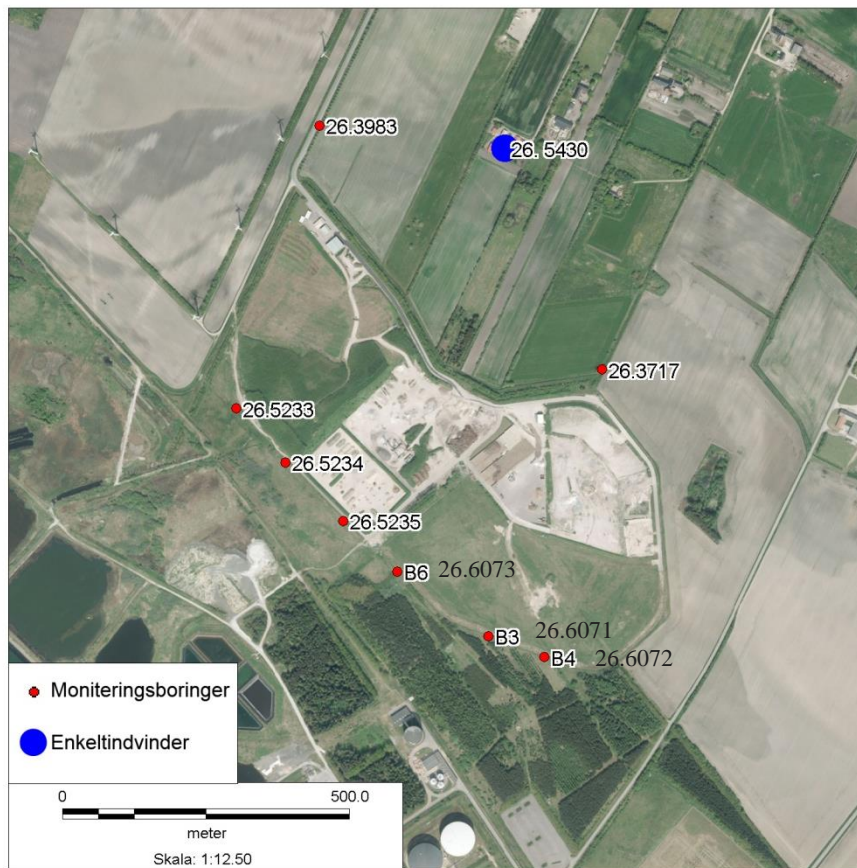 26.3983
26. 5430
26.3717
26.5233
26.5234
26.5235
B6 26.6073
B3 26.6071
B4 26.6072
Moniteringsboringer
Enkeltindvinder
0 500.0
meter
Skala: 1:12.50